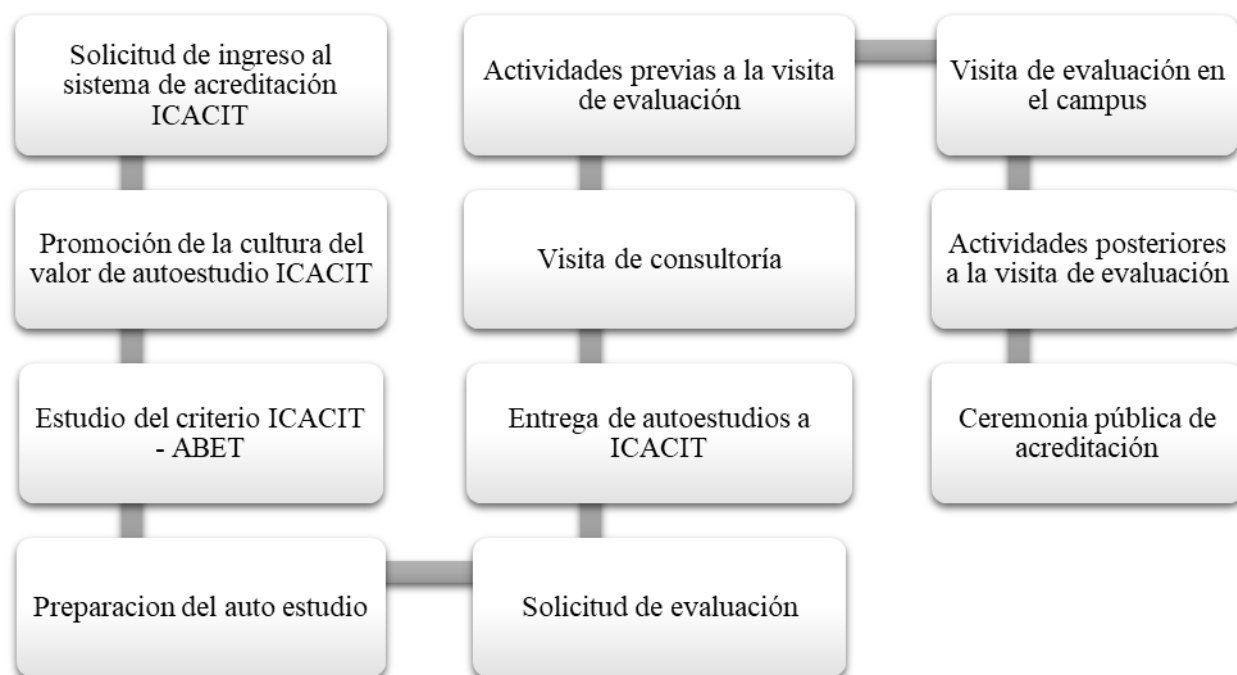 Solicitud de ingreso al
sistema de acreditación
ICACIT
Promoción de la cultura del
valor de autoestudio ICACIT
Estudio del criterio ICACIT
- ABET
Preparacion del auto estudio
Solicitud de evaluación
Entrega de autoestudios a
ICACIT
Visita de consultoría
Actividades previas a la visita
de evaluación
Visita de evaluación en
el campus
Actividades posteriores
a la visita de evaluación
Ceremonia pública de
acreditación